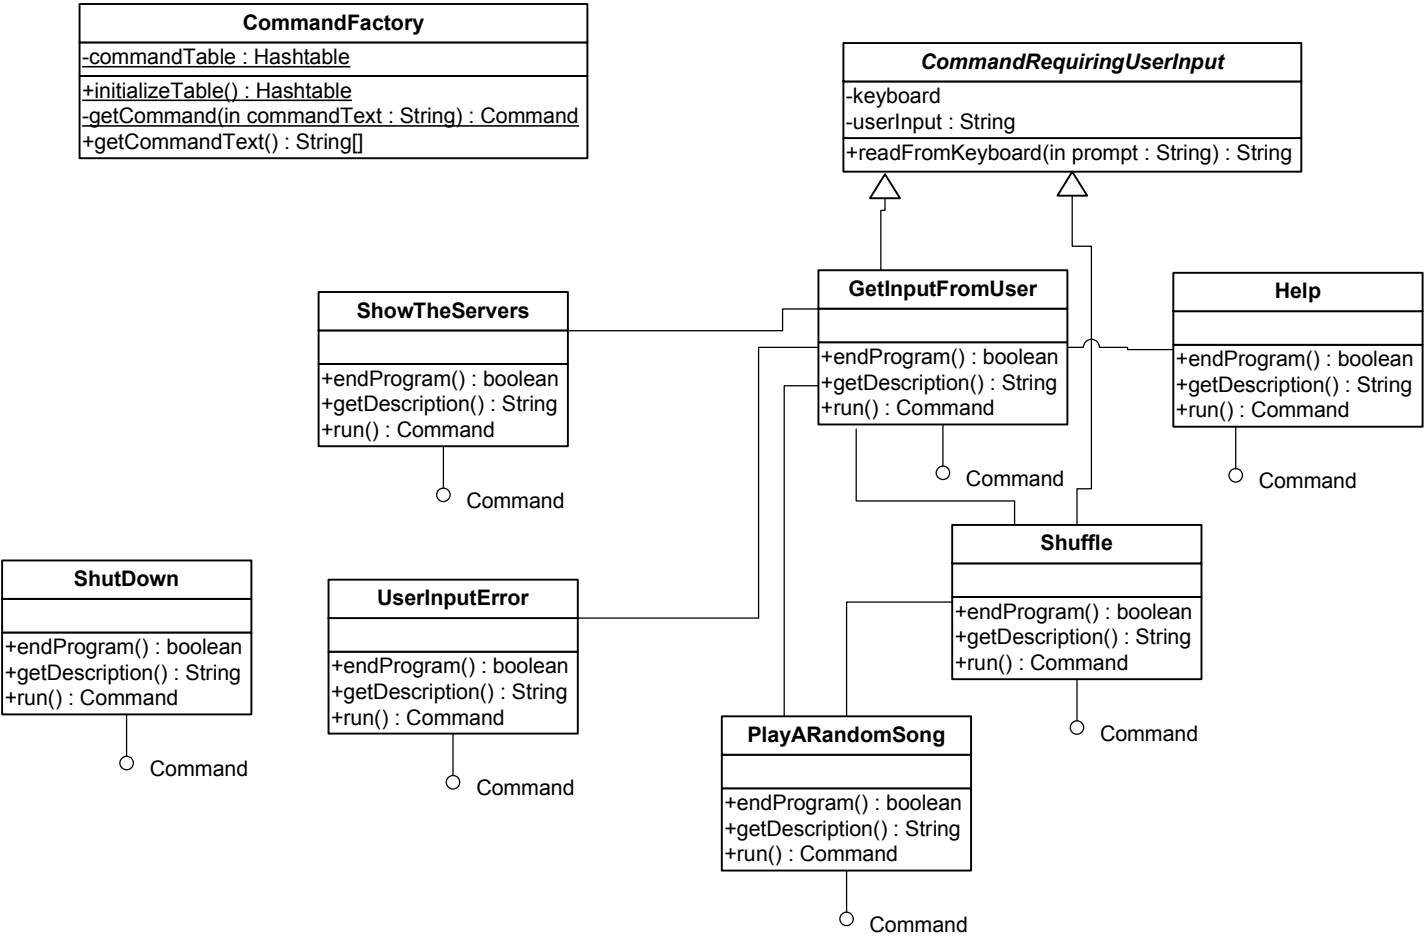 CommandFactory
-commandTable : Hashtable
+initializeTable() : Hashtable
-getCommand(in commandText : String) : Command
+getCommandText() : String[]
CommandRequiringUserInput
-keyboard
-userInput : String
+readFromKeyboard(in prompt : String) : String
ShowTheServers
+endProgram() : boolean
+getDescription() : String
+run() : Command
Command
GetInputFromUser
+endProgram() : boolean
+getDescription() : String
+run() : Command
Command
Help
+endProgram() : boolean
+getDescription() : String
+run() : Command
Command
ShutDown
+endProgram() : boolean
+getDescription() : String
+run() : Command
Command
UserInputError
+endProgram() : boolean
+getDescription() : String
+run() : Command
Command
Shuffle
+endProgram() : boolean
+getDescription() : String
+run() : Command
Command
PlayARandomSong
+endProgram() : boolean
+getDescription() : String
+run() : Command
Command